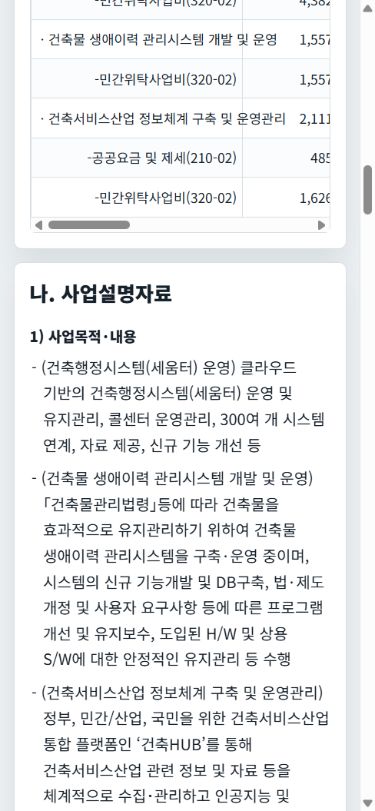 -민간위탁사업비(320-02) 4,382
· 건축물 생애이력 관리시스템 개발 및 운영 1,557
-민간위탁사업비(320-02) 1,557
· 건축서비스산업 정보체계 구축 및 운영관리 2,111
-공공요금 및 제세(210-02) 485
-민간위탁사업비(320-02) 1,626
나. 사업설명자료
1) 사업목적·내용
- (건축행정시스템(세움터) 운영) 클라우드
기반의 건축행정시스템(세움터) 운영 및
유지관리, 콜센터 운영관리, 300여 개 시스템
연계, 자료 제공, 신규 기능 개선 등
- (건축물 생애이력 관리시스템 개발 및 운영)
「건축물관리법령」등에 따라 건축물을
효과적으로 유지관리하기 위하여 건축물
생애이력 관리시스템을 구축·운영 중이며,
시스템의 신규 기능개발 및 DB구축, 법·제도
개정 및 사용자 요구사항 등에 따른 프로그램
개선 및 유지보수, 도입된 H/W 및 상용
S/W에 대한 안정적인 유지관리 등 수행
- (건축서비스산업 정보체계 구축 및 운영관리)
정부, 민간/산업, 국민을 위한 건축서비스산업
통합 플랫폼인 ‘건축HUB’를 통해
건축서비스산업 관련 정보 및 자료 등을
체계적으로 수집·관리하고 인공지능 및